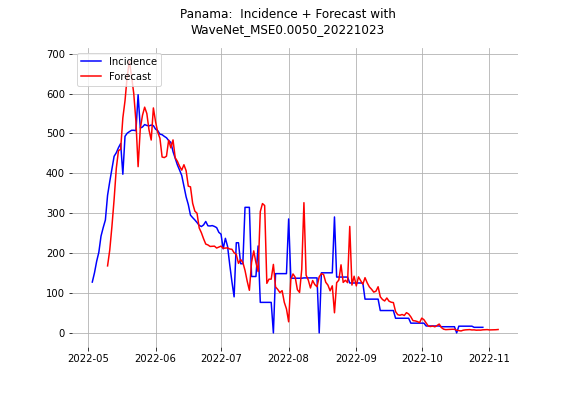 Panama:  Incidence + Forecast with
WaveNet_MSE0.0050_20221023
700
600
500
400
300
200
100
0
Incidence
Forecast
2022-05 2022-06 2022-07 2022-08 2022-09 2022-10 2022-11